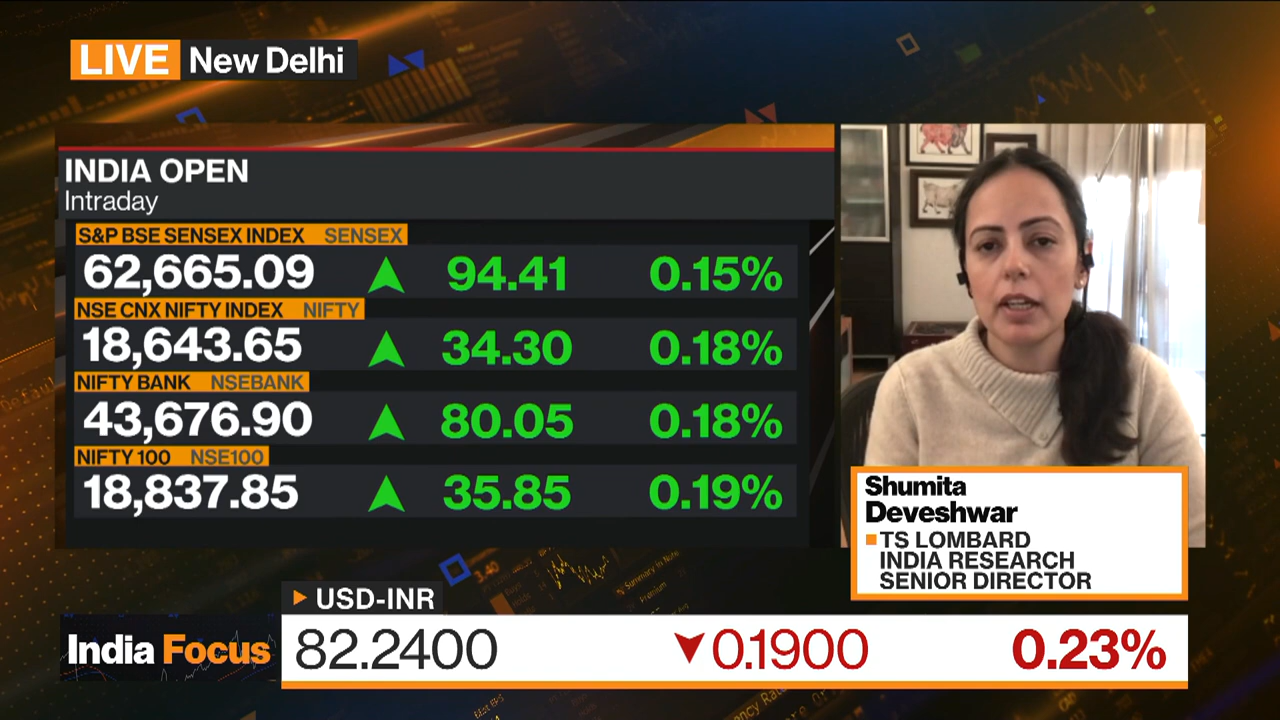 LIVE New Delhi
INDIA OPEN
Intraday
S&P BSE SENSEX INDEX SENSEX
62,665.09 94.41 0.15%
NSE CNX NIFTY INDEX NIFTY
18,643.65 34.30 0.18%
NIFTY BANK NSEBANK
43,676.90 80.05 0.18%
NIFTY 100 NSE100
18,837.85 35.85 0.19%
Shumita
Deveshwar
TS LOMBARD
INDIA RESEARCH
SENIOR DIRECTOR
USD-INR
India Focus 82.2400 0.1900 0.23%